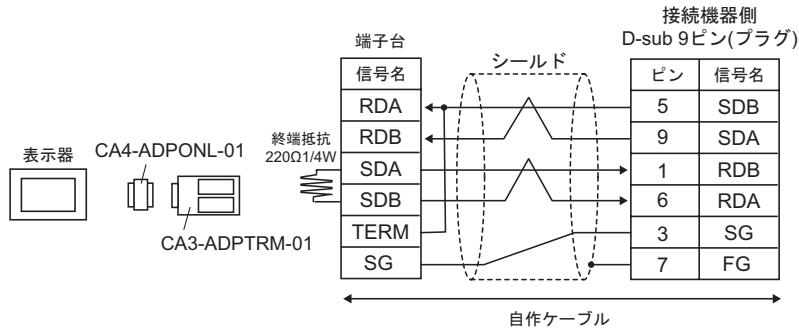 接続機器側
D-sub 9ピン(プラグ)
端子台
シールド
信号名
ピン 信号名
RDA 5 SDB
RDB 9 SDA
SDA 1 RDB
SDB 6 RDA
TERM 3 SG
SG 7 FG
終端抵抗
220Ω1/4W
表示器
CA4-ADPONL-01
CA3-ADPTRM-01
自作ケーブル